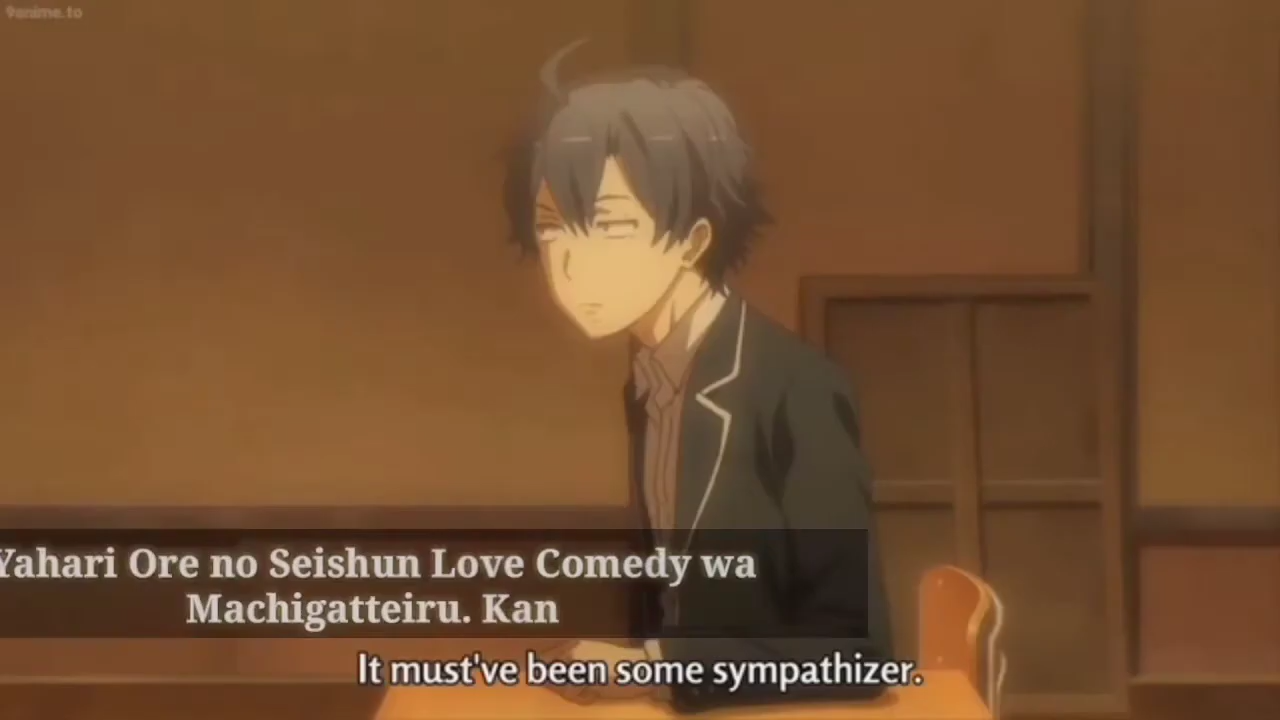 9anime.to
Yahari Ore no Seishun Love Comedy wa
Machigatteiru. Kan
It must've been some sympathizer.